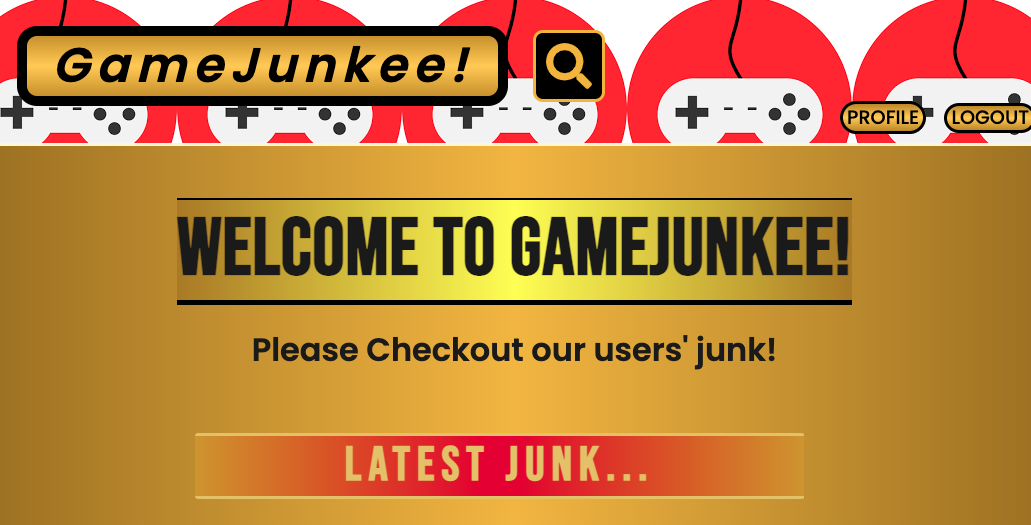 GameJunkee!
PROFILE
LOGOUT
WELCOME TO GAMEJUNKEE!
Please Checkout our users' junk!
LATEST JUNK...